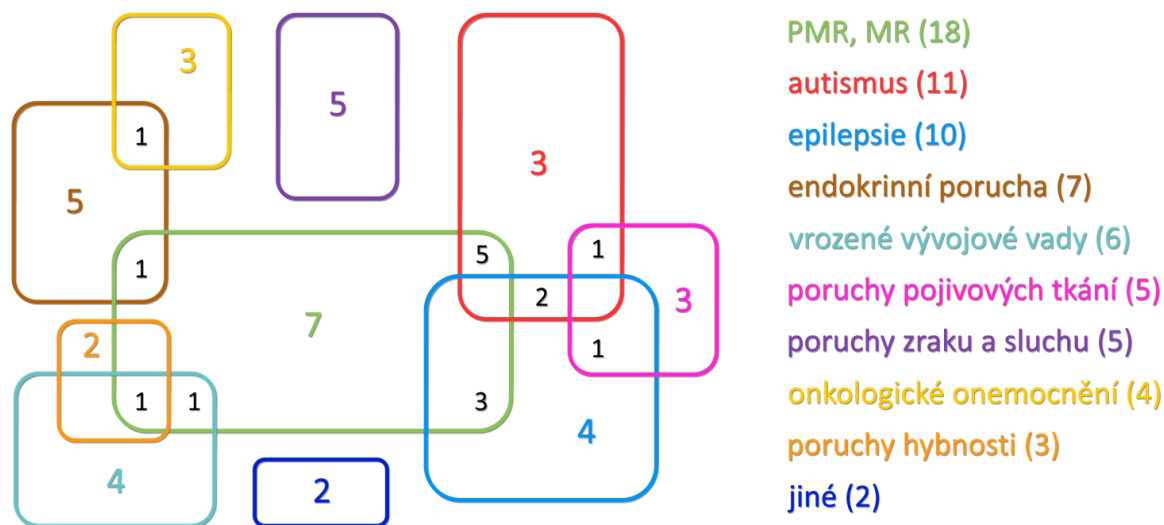 3
5
1
3
5
1
5
1
7
2
3
2
1
1
1
3
4
4
2
PMR, MR (18)
autismus (11)
epilepsie (10)
endokrinní porucha (7)
vrozené vývojové vady (6)
poruchy pojivových tkání (5)
poruchy zraku a sluchu (5)
onkologické onemocnění (4)
poruchy hybnosti (3)
jiné (2)